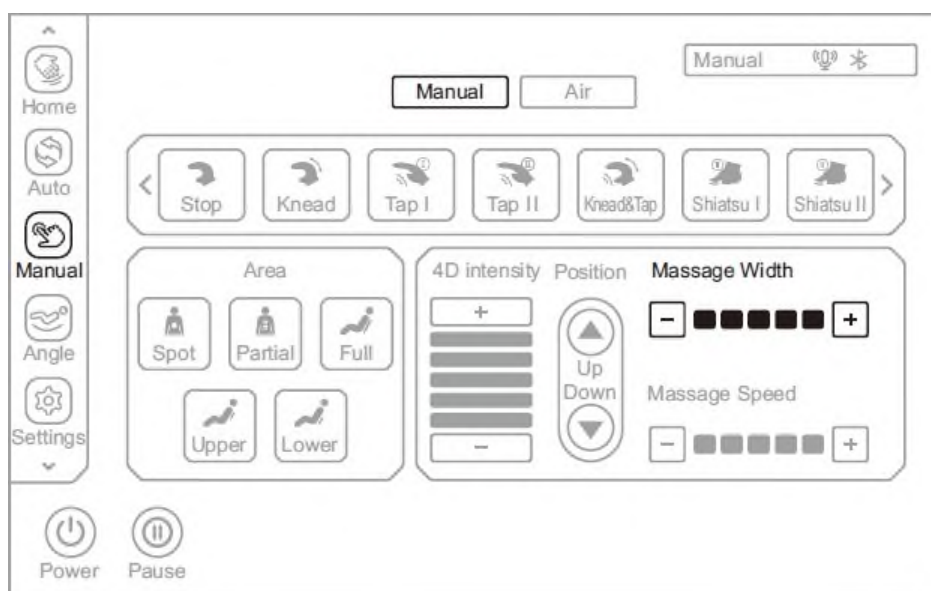 Manual
Manual
Air
Home
Auto
Manual
Angle
Settings
Stop
Knead
Tap I
Tap II
Knead&Tap
Shiatsu I
Shiatsu II
Area
Spot
Partial
Full
Upper
Lower
4D intensity
+
−
Position
Up
Down
Massage Width
−
+
Massage Speed
−
+
Power
Pause